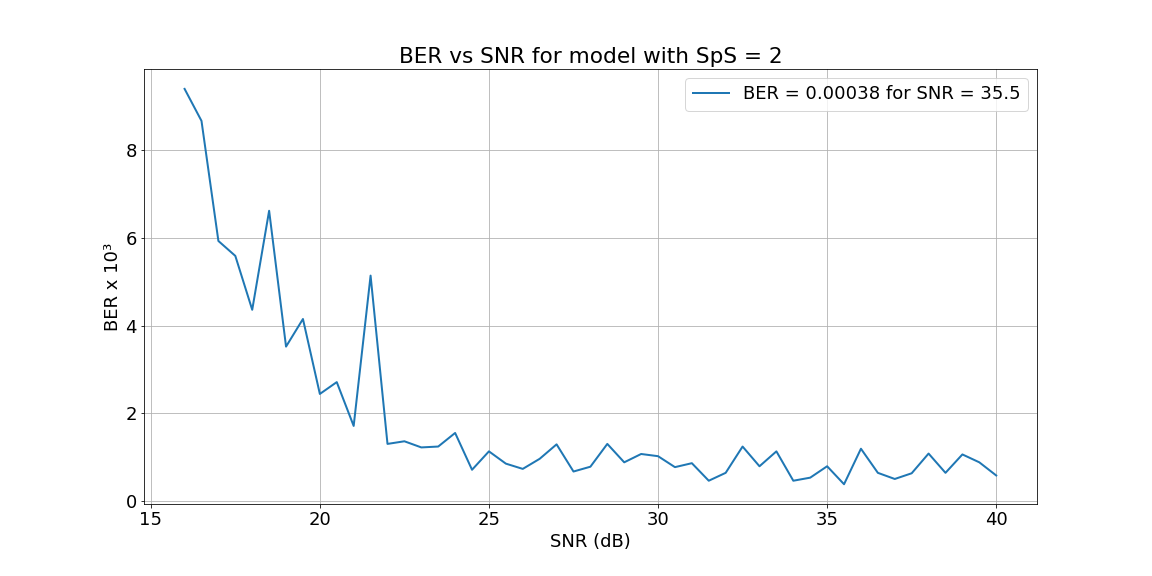 BER vs SNR for model with SpS = 2
BER = 0.00038 for SNR = 35.5
BER x 10³
8
6
4
2
0
15 20 25 30 35 40
SNR (dB)